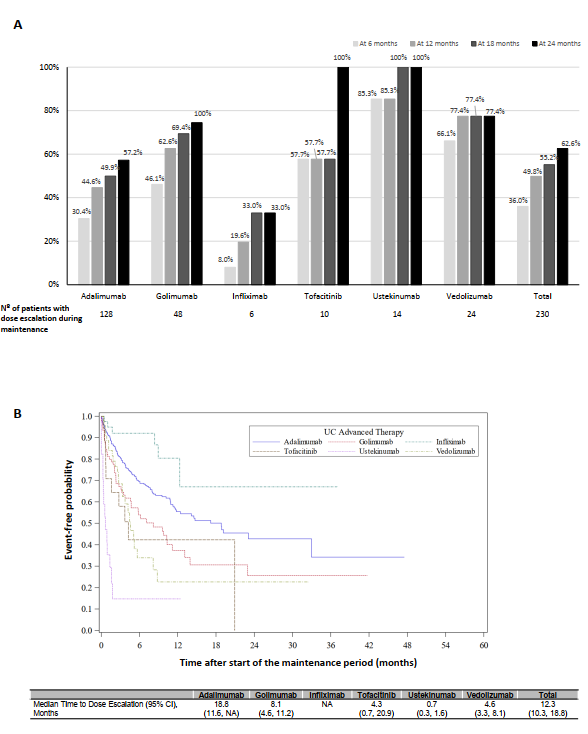 A
At 6 months At 12 months At 18 months At 24 months
100%
80%
60%
40%
20%
0%
30.4% 44.6% 49.9% 57.2%
46.1% 62.6% 69.4% 100%
8.0% 19.6% 33.0% 33.0%
57.7% 57.7% 57.7% 100%
85.3% 85.3% 100% 100%
66.1% 77.4% 77.4% 77.4%
36.0% 49.8% 55.2% 62.6%
Adalimumab Golimumab Infliximab Tofacitinib Ustekinumab Vedolizumab Total
Nº of patients with
dose escalation during
maintenance
128 48 6 10 14 24 230
B
Event-free probability
1.0
0.9
0.8
0.7
0.6
0.5
0.4
0.3
0.2
0.1
0.0
UC Advanced Therapy
Adalimumab Golimumab Infliximab
Tofacitinib Ustekinumab Vedolizumab
0 6 12 18 24 30 36 42 48 54 60
Time after start of the maintenance period (months)
Adalimumab Golimumab Infliximab Tofacitinib Ustekinumab Vedolizumab Total
Median Time to Dose Escalation (95% CI), 18.8 8.1 NA 4.3 0.7 4.6 12.3
Months (11.6, NA) (4.6, 11.2) (0.7, 20.9) (0.3, 1.6) (3.3, 8.1) (10.3, 18.8)